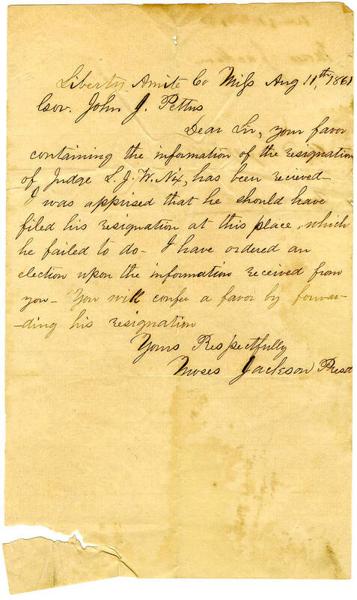 Liberty Amite Co Miss Aug 11th, 1861
Gov. John J. Pettus
Dear Sir, your favor
containing the information of the resignation
of Judge L. J. W. Nix, has been recieved-
I was apprised that he should have
filed his resignation at this place, which
he failed to do- I have ordered an
election upon the information received from
you- You will confer a favor by forwar-
-ding his resignation
Yours Respectfully
Moses Jackson Presd